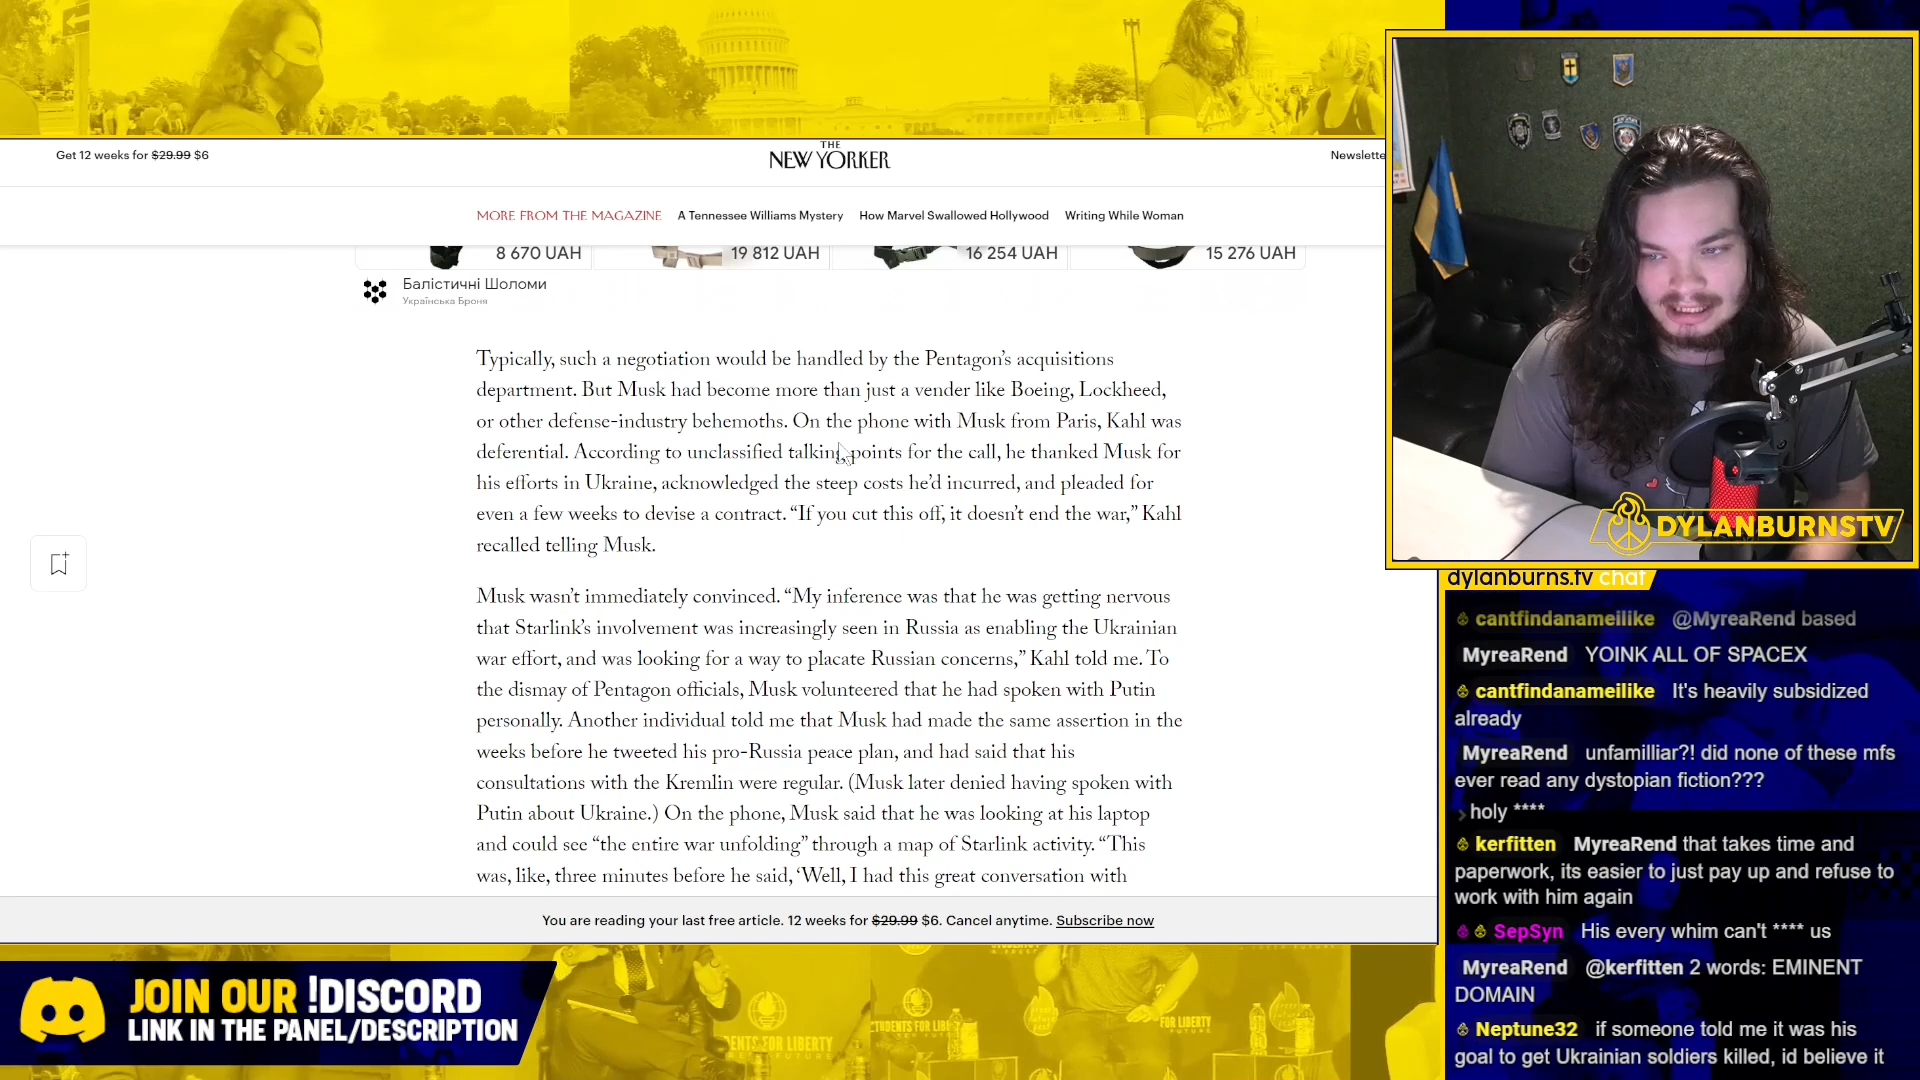 Get 12 weeks for $29.99 $6
THE
NEW YORKER
Newslette
MORE FROM THE MAGAZINE A Tennessee Williams Mystery How Marvel Swallowed Hollywood Writing While Woman
8 670 UAH 19 812 UAH 16 254 UAH 15 276 UAH
Балістичні Шоломи
Українська Броня
Typically, such a negotiation would be handled by the Pentagon’s acquisitions
department. But Musk had become more than just a vender like Boeing, Lockheed,
or other defense-industry behemoths. On the phone with Musk from Paris, Kahl was
deferential. According to unclassified talking points for the call, he thanked Musk for
his efforts in Ukraine, acknowledged the steep costs he’d incurred, and pleaded for
even a few weeks to devise a contract. “If you cut this off, it doesn’t end the war,” Kahl
recalled telling Musk.
Musk wasn’t immediately convinced. “My inference was that he was getting nervous
that Starlink’s involvement was increasingly seen in Russia as enabling the Ukrainian
war effort, and was looking for a way to placate Russian concerns,” Kahl told me. To
the dismay of Pentagon officials, Musk volunteered that he had spoken with Putin
personally. Another individual told me that Musk had made the same assertion in the
weeks before he tweeted his pro-Russia peace plan, and had said that his
consultations with the Kremlin were regular. (Musk later denied having spoken with
Putin about Ukraine.) On the phone, Musk said that he was looking at his laptop
and could see “the entire war unfolding” through a map of Starlink activity. “This
was, like, three minutes before he said, ‘Well, I had this great conversation with
You are reading your last free article. 12 weeks for $29.99 $6. Cancel anytime. Subscribe now
JOIN OUR !DISCORD
LINK IN THE PANEL/DESCRIPTION
FOR LIBERTY
DYLANBURNSTV
dylanburns.tv chat
cantfindanameilike @MyreaRend based
MyreaRend YOINK ALL OF SPACEX
cantfindanameilike It's heavily subsidized
already
MyreaRend unfamilliar?! did none of these mfs
ever read any dystopian fiction???
holy ****
kerfitten MyreaRend that takes time and
paperwork, its easier to just pay up and refuse to
work with him again
SepSyn His every whim can't **** us
MyreaRend @kerfitten 2 words: EMINENT
DOMAIN
Neptune32 if someone told me it was his
goal to get Ukrainian soldiers killed, id believe it